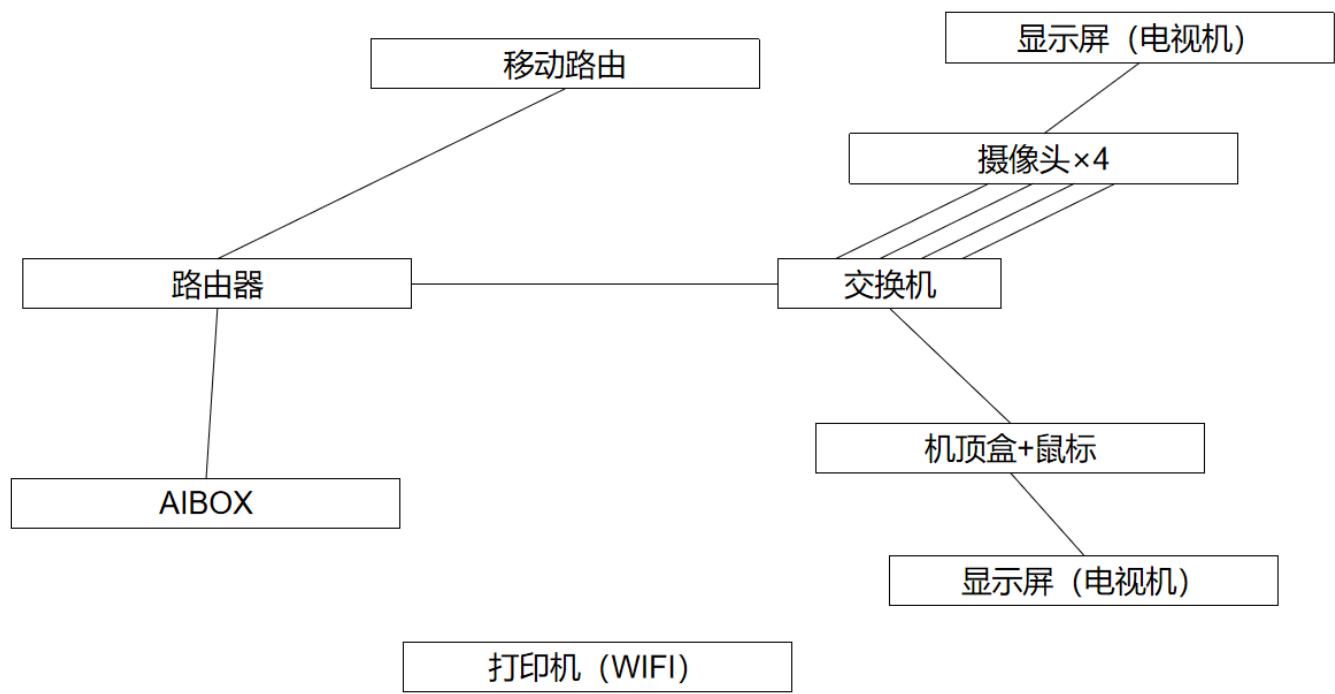 显示屏（电视机）
移动路由
摄像头×4
路由器
交换机
机顶盒+鼠标
AIBOX
显示屏（电视机）
打印机（WIFI）